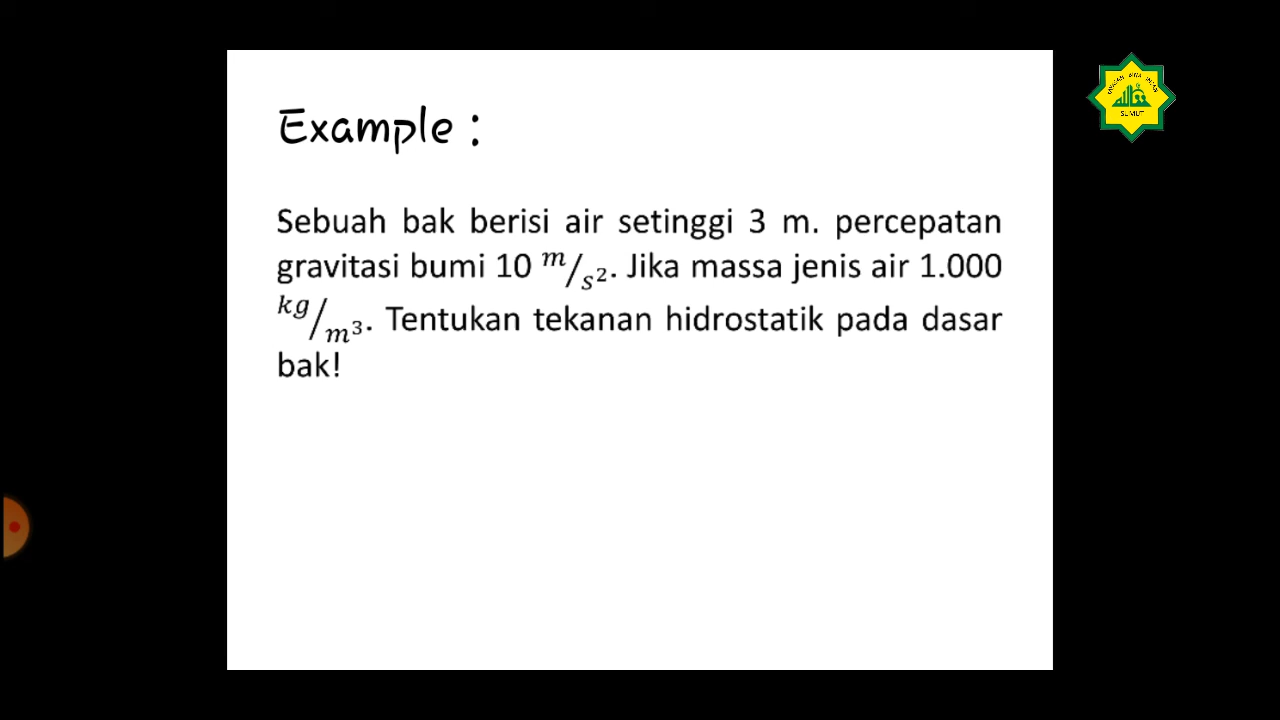 Example :
Sebuah bak berisi air setinggi 3 m. percepatan
gravitasi bumi 10 m/s². Jika massa jenis air 1.000
kg/m³. Tentukan tekanan hidrostatik pada dasar
bak!
SUMUT